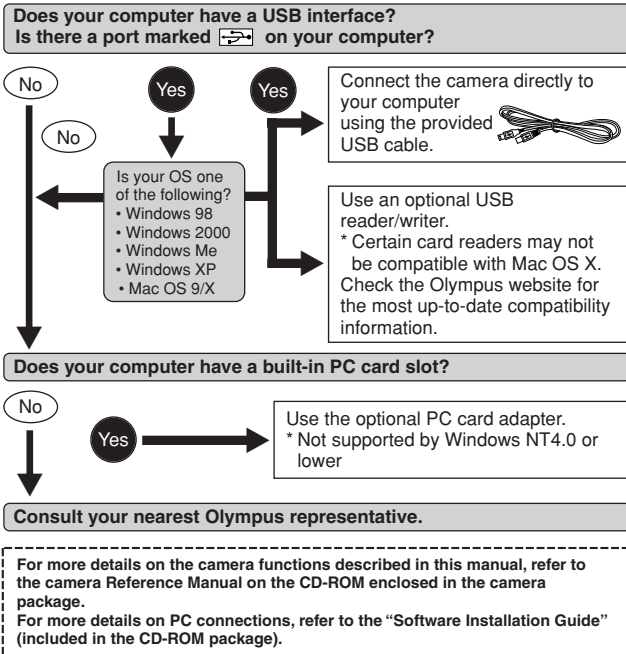 Does your computer have a USB interface?
Is there a port marked on your computer?
No
Yes
Yes
Connect the camera directly to
your computer
using the provided
USB cable.
No
Is your OS one
of the following?
• Windows 98
• Windows 2000
• Windows Me
• Windows XP
• Mac OS 9/X
Use an optional USB
reader/writer.
* Certain card readers may not
be compatible with Mac OS X.
Check the Olympus website for
the most up-to-date compatibility
information.
Does your computer have a built-in PC card slot?
No
Yes
Use the optional PC card adapter.
* Not supported by Windows NT4.0 or
lower
Consult your nearest Olympus representative.
For more details on the camera functions described in this manual, refer to
the camera Reference Manual on the CD-ROM enclosed in the camera
package.
For more details on PC connections, refer to the “Software Installation Guide”
(included in the CD-ROM package).